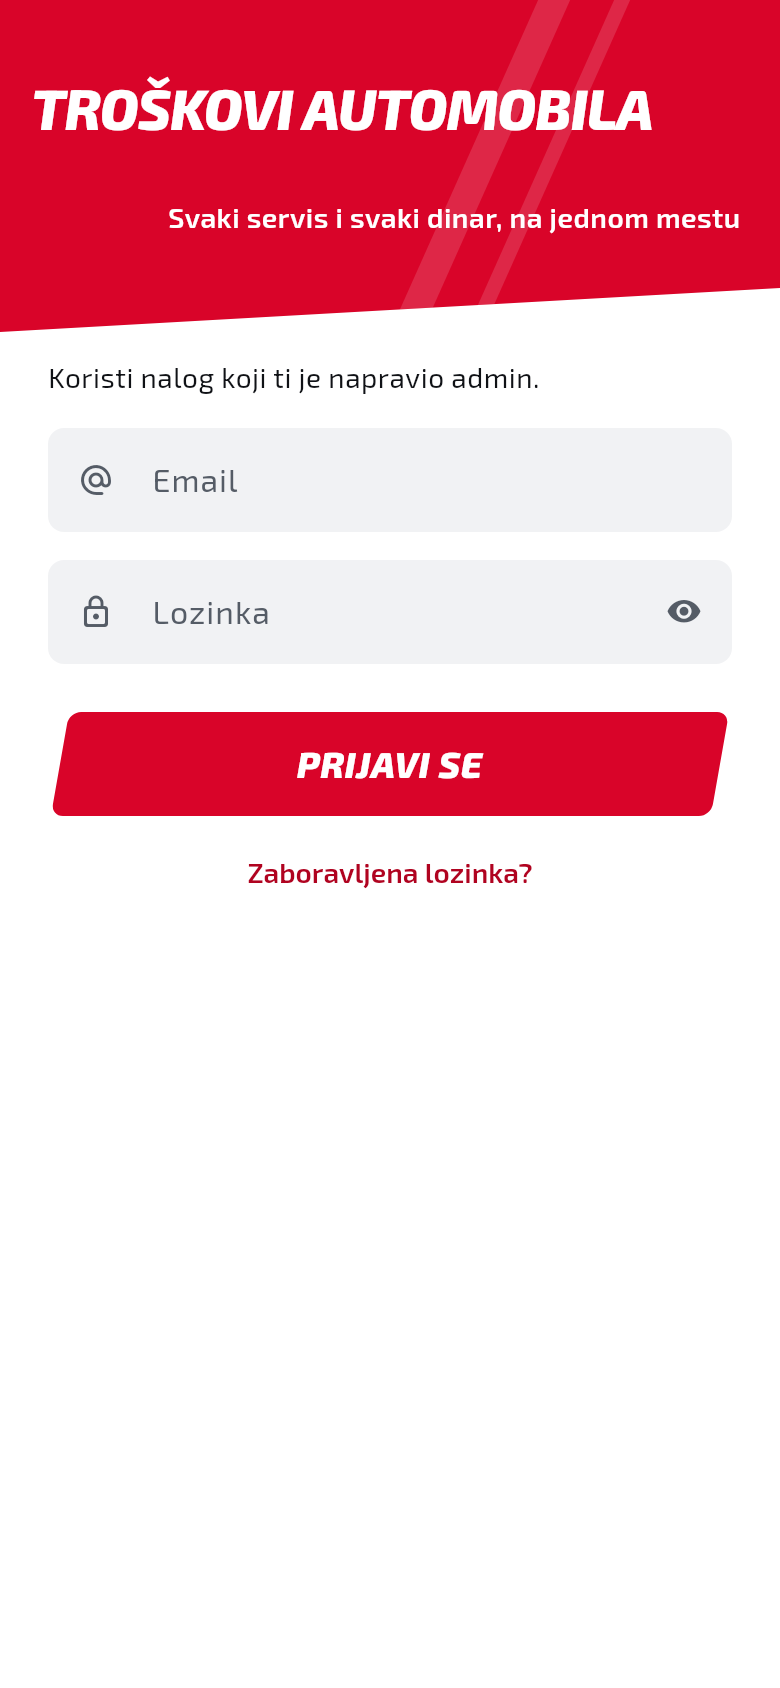 TROŠKOVI AUTOMOBILA
Svaki servis i svaki dinar, na jednom mestu
Koristi nalog koji ti je napravio admin.
Email
Lozinka
PRIJAVI SE
Zaboravljena lozinka?